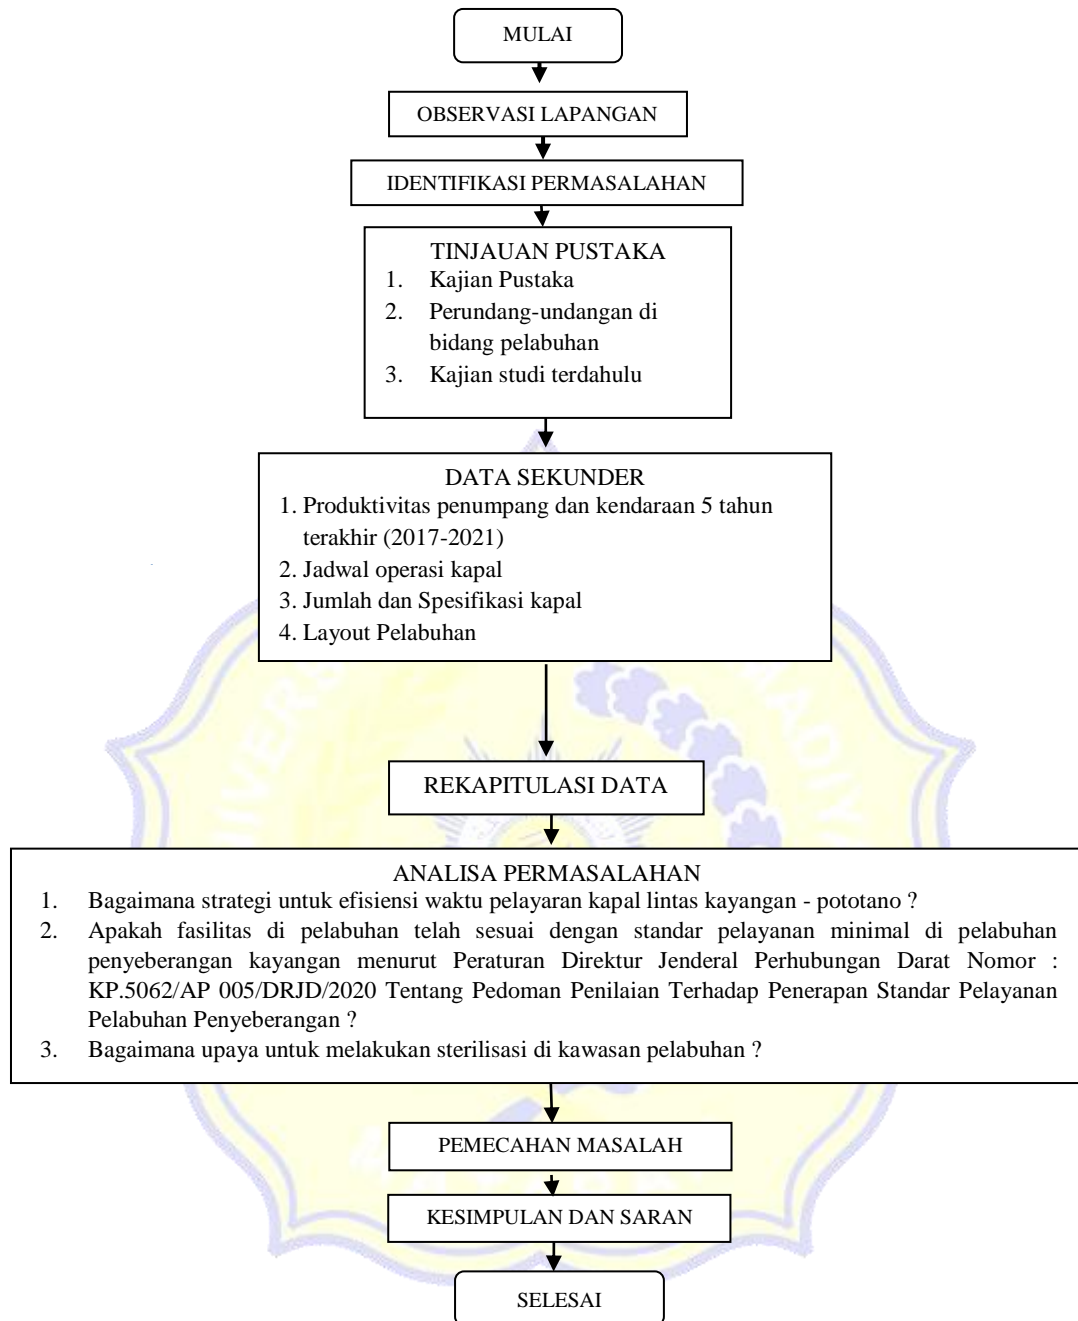 MULAI
OBSERVASI LAPANGAN
IDENTIFIKASI PERMASALAHAN
TINJAUAN PUSTAKA
1. Kajian Pustaka
2. Perundang-undangan di
bidang pelabuhan
3. Kajian studi terdahulu
DATA SEKUNDER
1. Produktivitas penumpang dan kendaraan 5 tahun
terakhir (2017-2021)
2. Jadwal operasi kapal
3. Jumlah dan Spesifikasi kapal
4. Layout Pelabuhan
REKAPITULASI DATA
ANALISA PERMASALAHAN
1. Bagaimana strategi untuk efisiensi waktu pelayaran kapal lintas kayangan - pototano ?
2. Apakah fasilitas di pelabuhan telah sesuai dengan standar pelayanan minimal di pelabuhan
penyeberangan kayangan menurut Peraturan Direktur Jenderal Perhubungan Darat Nomor :
KP.5062/AP 005/DRJD/2020 Tentang Pedoman Penilaian Terhadap Penerapan Standar Pelayanan
Pelabuhan Penyeberangan ?
3. Bagaimana upaya untuk melakukan sterilisasi di kawasan pelabuhan ?
PEMECAHAN MASALAH
KESIMPULAN DAN SARAN
SELESAI